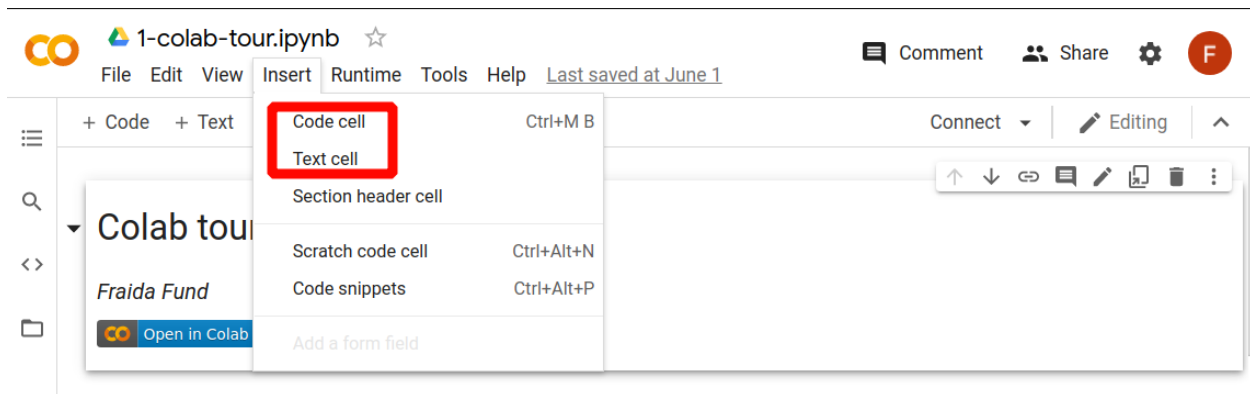 1-colab-tour.ipynb
File Edit View Insert Runtime Tools Help Last saved at June 1
Comment Share F
+ Code + Text
Connect Editing
Code cell Ctrl+M B
Text cell
Section header cell
Scratch code cell Ctrl+Alt+N
Code snippets Ctrl+Alt+P
Add a form field
Colab tour
Fraida Fund
CO Open in Colab